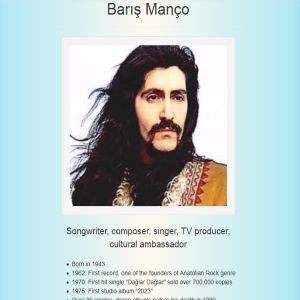 Barış Manço
Songwriter, composer, singer, TV producer,
cultural ambassador
Born in 1943
1962: First record, one of the founders of Anatolian Rock genre
1970: First hit single "Dağlar Dağlar" sold over 700,000 copies
1975: First studio album "2023"